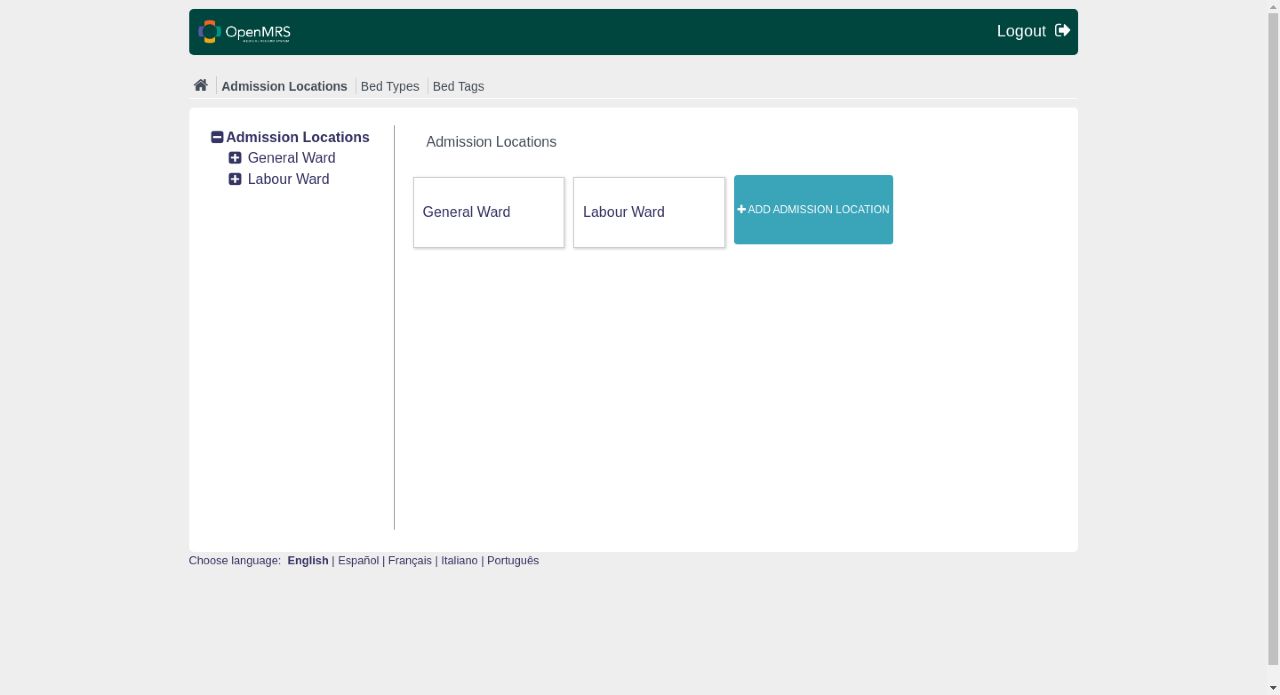 OpenMRS
Logout
Admission Locations
Bed Types
Bed Tags
Admission Locations
General Ward
Labour Ward
Admission Locations
General Ward
Labour Ward
ADD ADMISSION LOCATION
Choose language: English | Español | Français | Italiano | Português